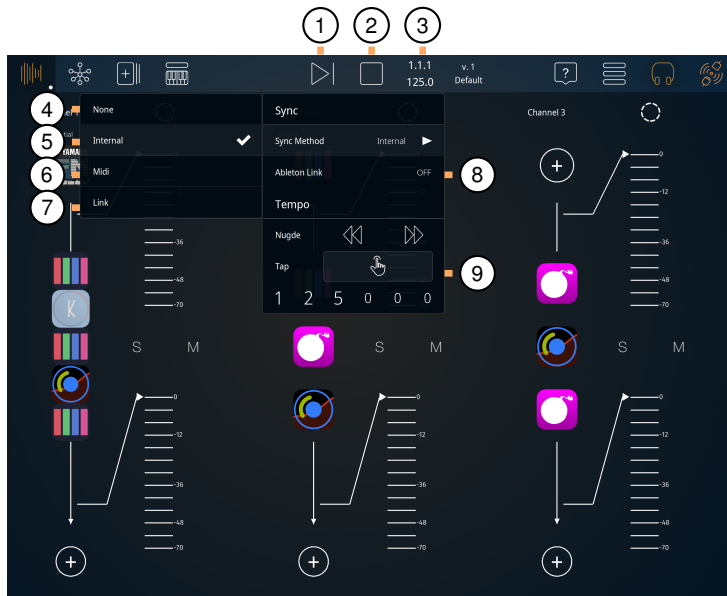 1 2 3
1.1.1
125.0
v. 1
Default
?
4 None
5 Internal
6 Midi
7 Link
Sync
Sync Method Internal
Ableton Link OFF
8
Tempo
Nugde
Tap
9
1 2 5 0 0 0
Channel 3
YAMA
K
S M
S M
S M
-36
-48
-70
0
-12
-36
-48
-70
0
-12
-36
-48
-70
0
-12
-36
-48
-70
0
-12
-36
-48
-70